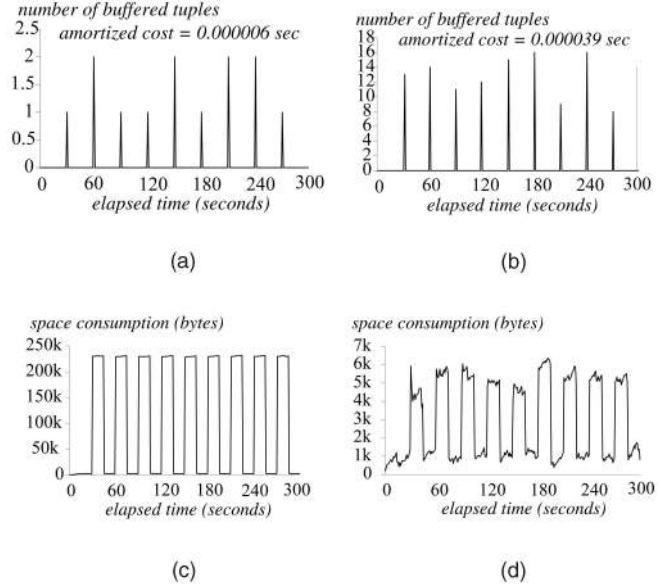 number of buffered tuples
amortized cost = 0.000006 sec
2.5
2
1.5
1
0.5
0
0 60 120 180 240 300
elapsed time (seconds)
(a)
number of buffered tuples
amortized cost = 0.000039 sec
18
16
14
12
10
8
6
4
2
0
0 60 120 180 240 300
elapsed time (seconds)
(b)
space consumption (bytes)
250k
200k
150k
100k
50k
0
0 60 120 180 240 300
elapsed time (seconds)
(c)
space consumption (bytes)
7k
6k
5k
4k
3k
2k
1k
0
0 60 120 180 240 300
elapsed time (seconds)
(d)